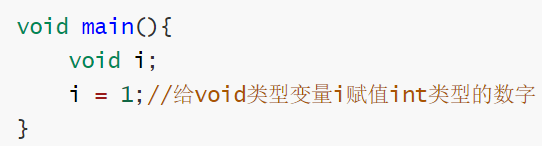 void main(){
    void i;
    i = 1;//给void类型变量i赋值int类型的数字
}